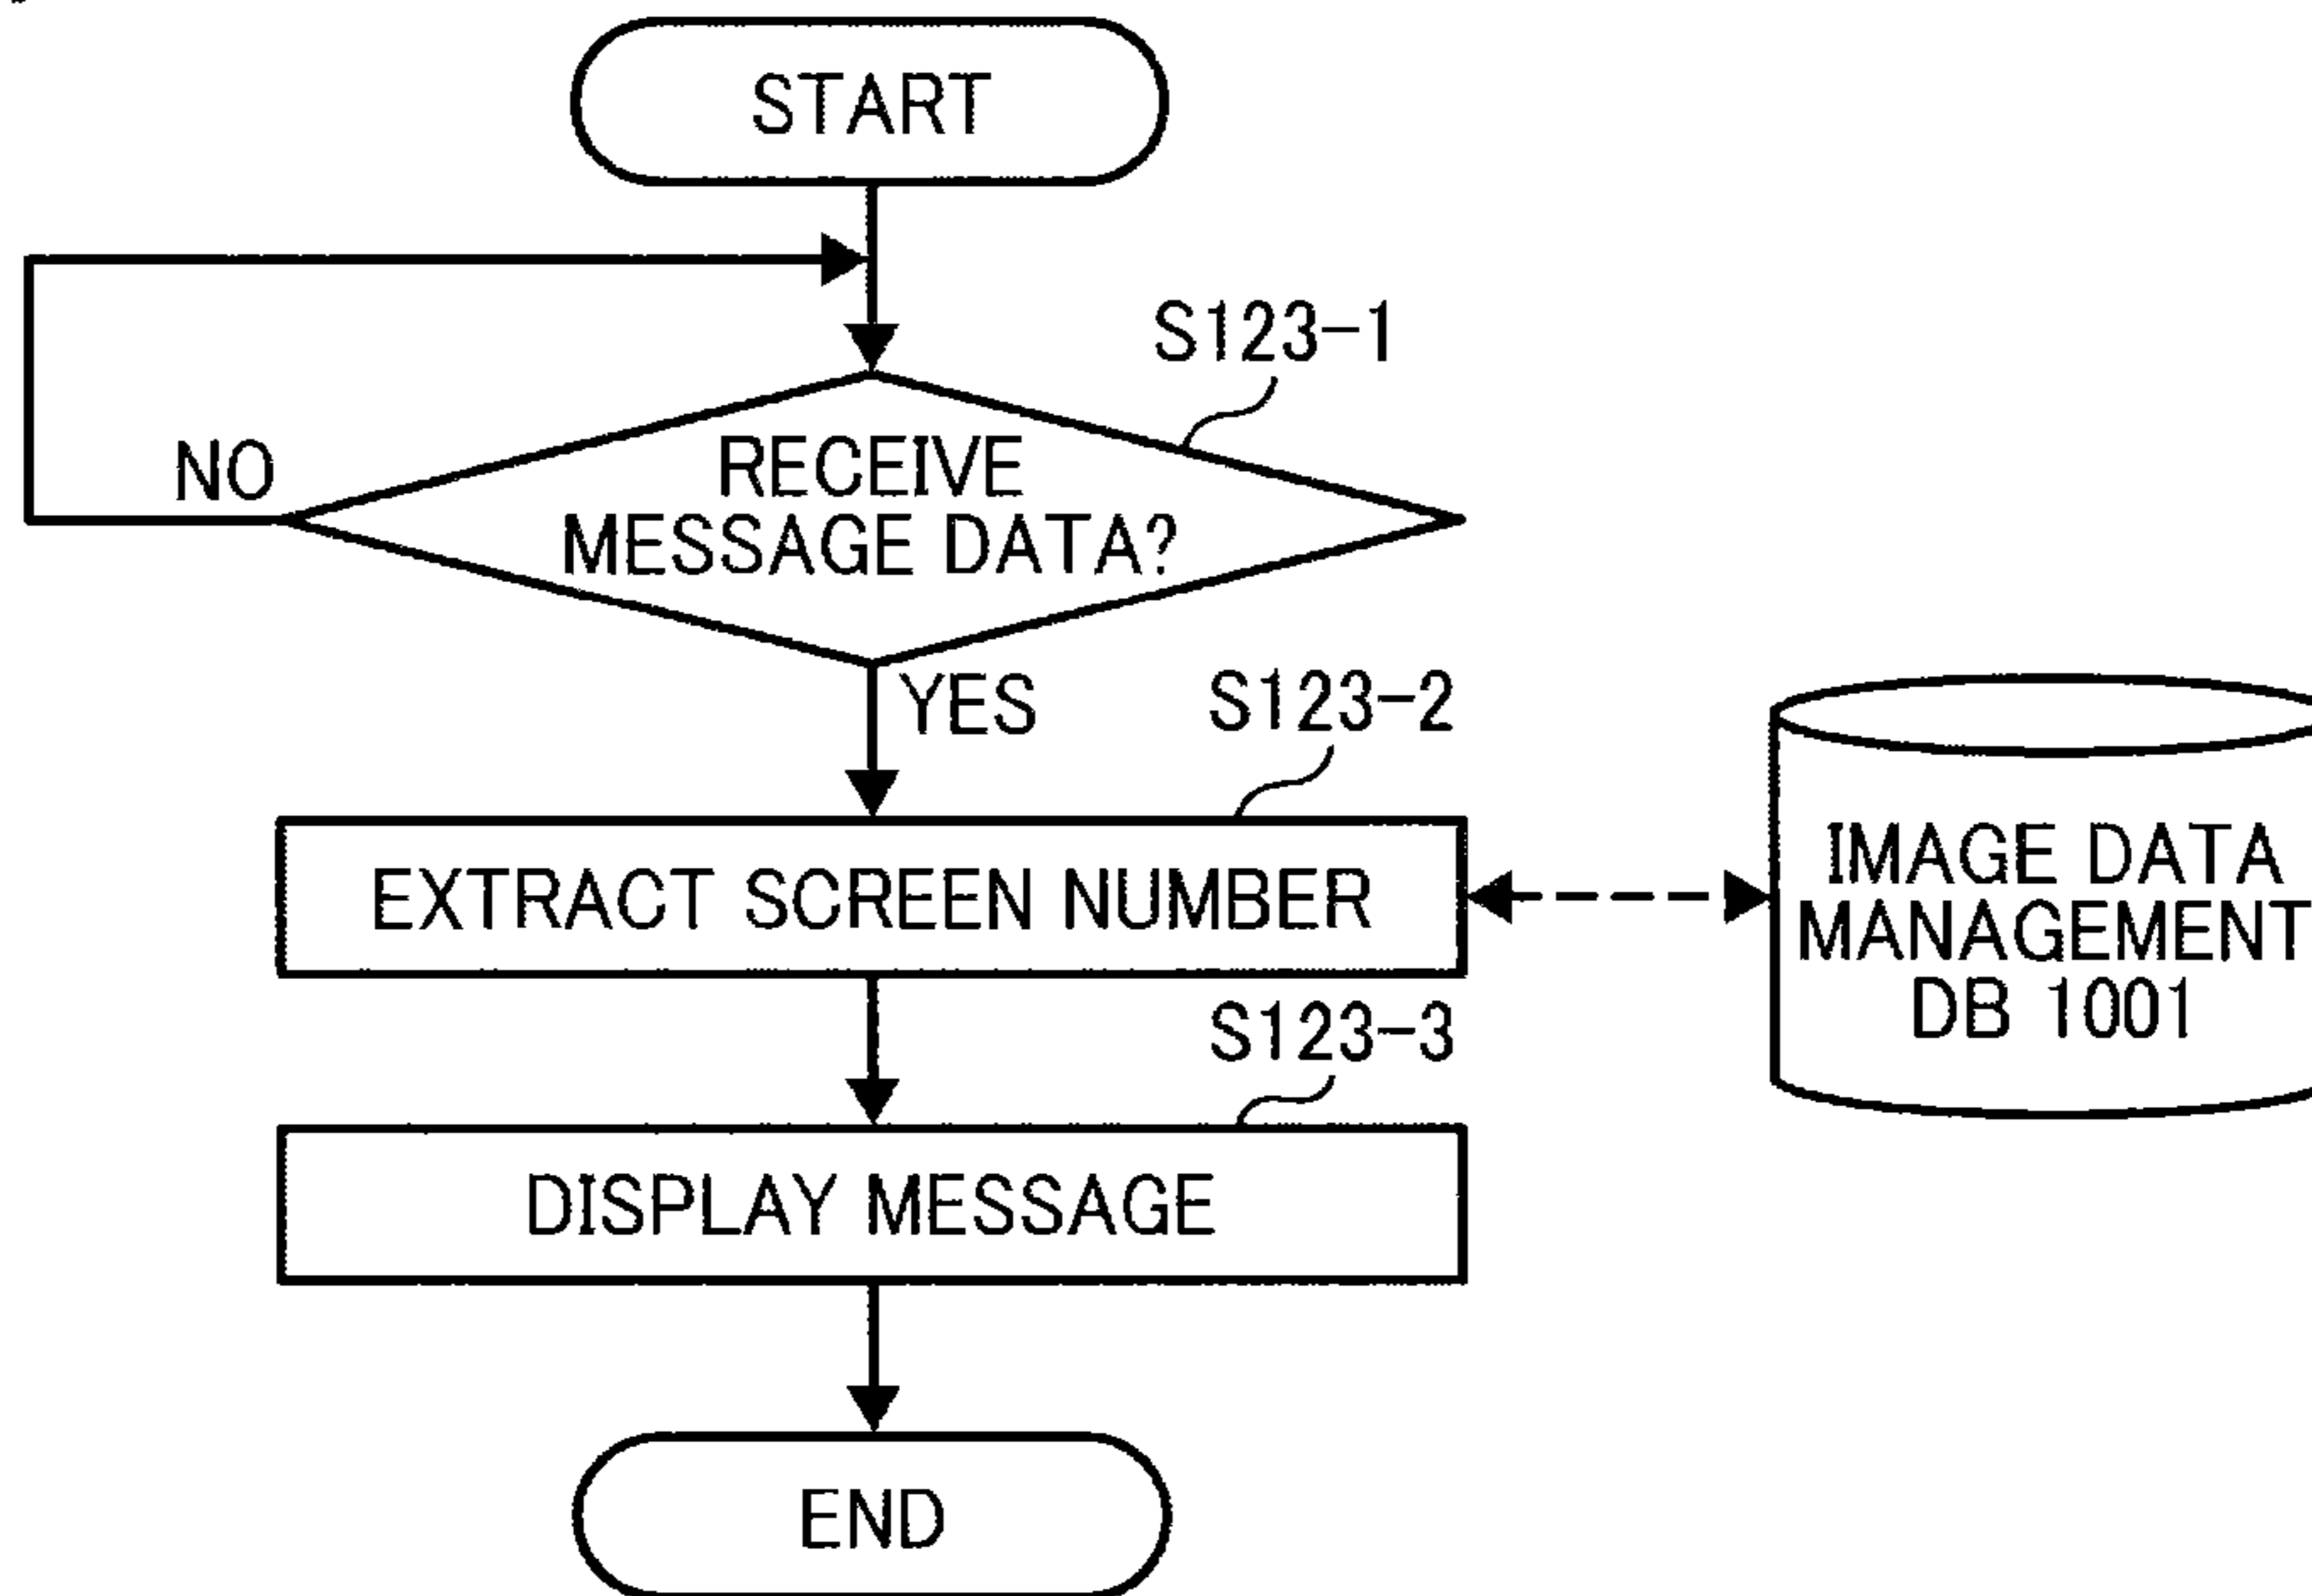 START
S123-1
NO
RECEIVE
MESSAGE DATA?
YES
S123-2
EXTRACT SCREEN NUMBER
IMAGE DATA
MANAGEMENT
DB 1001
S123-3
DISPLAY MESSAGE
END